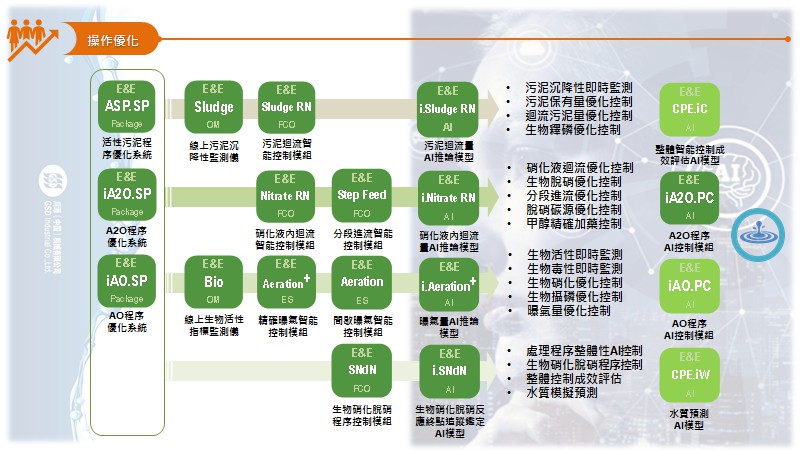 操作優化
E&E
ASP.SP
Package
活性污泥程
序優化系統
E&E
Sludge
OM
線上污泥沉
降性監測儀
E&E
Sludge RN
FCO
污泥迴流智
能控制模組
E&E
i.Sludge RN
AI
污泥迴流量
AI推論模型
• 污泥沉降性即時監測
• 污泥保有量優化控制
• 迴流污泥量優化控制
• 生物釋磷優化控制
E&E
CPE.iC
AI
整體智能控制成
效評估AI模型
E&E
iA2O.SP
Package
A2O程序
優化系統
E&E
Nitrate RN
FCO
硝化液內迴流
智能控制模組
E&E
Step Feed
FCO
分段進流智能
控制模組
E&E
i.Nitrate RN
AI
硝化液內迴流
量AI推論模型
• 硝化液迴流優化控制
• 生物脫硝優化控制
• 分段進流優化控制
• 脫硝碳源優化控制
• 甲醇精確加藥控制
E&E
iA2O.PC
AI
A2O程序
AI控制模組
E&E
iAO.SP
Package
AO程序
優化系統
E&E
Bio
OM
線上生物活性
指標監測儀
E&E
Aeration+
ES
精確曝氣智能
控制模組
E&E
Aeration
ES
間歇曝氣智能
控制模組
E&E
i.Aeration+
AI
曝氣量AI推論
模型
• 生物活性即時監測
• 生物毒性即時監測
• 生物硝化優化控制
• 生物攝磷優化控制
• 曝氣量優化控制
E&E
iAO.PC
AI
AO程序
AI控制模組
E&E
SNdN
FCO
生物硝化脫硝
程序控制模組
E&E
i.SNdN
AI
生物硝化脫硝反
應終點追蹤鑑定
AI模型
• 處理程序整體性AI控制
• 生物硝化脫硝程序控制
• 整體控制成效評估
• 水質模擬預測
E&E
CPE.iW
AI
水質預測
AI模型
GSD Industrial Co. Ltd.
AI